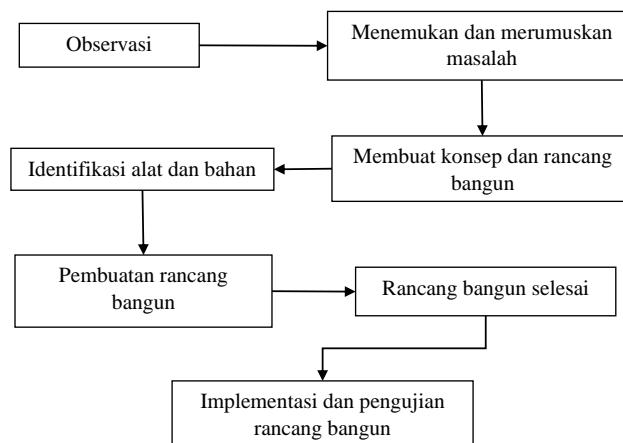 Observasi
Menemukan dan merumuskan
masalah
Membuat konsep dan rancang
bangun
Identifikasi alat dan bahan
Pembuatan rancang
bangun
Rancang bangun selesai
Implementasi dan pengujian
rancang bangun